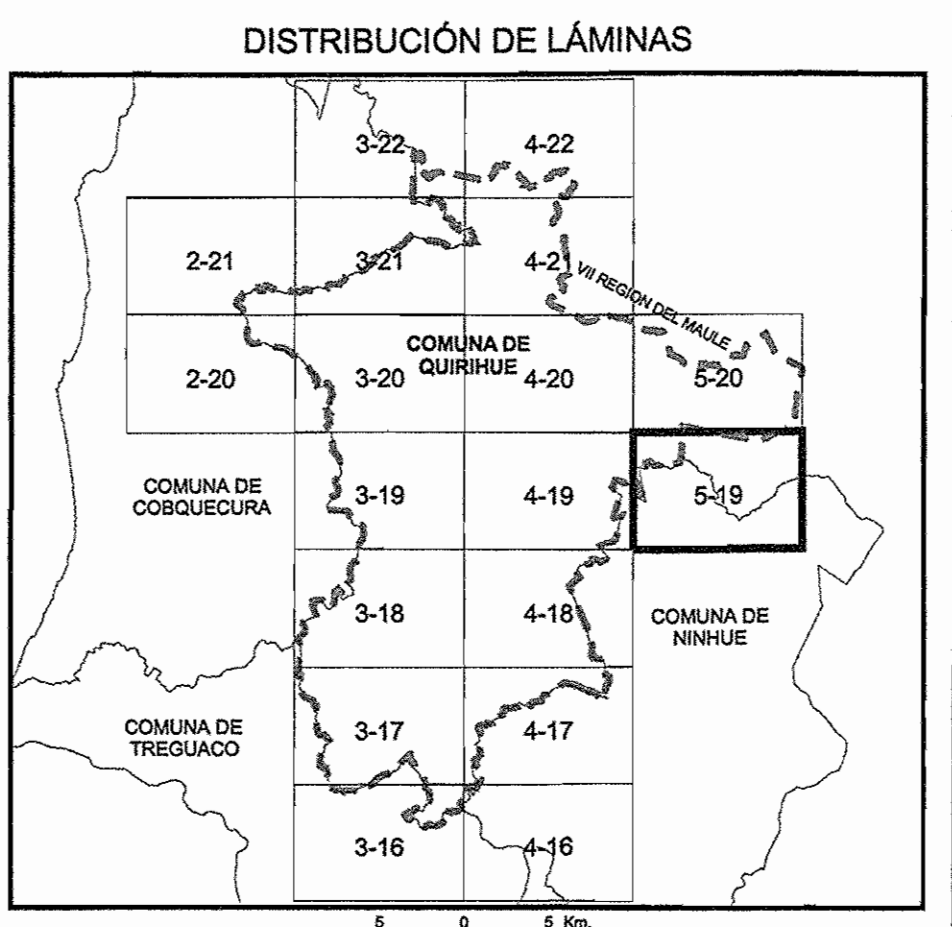 DISTRIBUCIÓN DE LÁMINAS
3-22 4-22
2-21 3-21 4-21
VII REGION DEL MAULE
COMUNA DE
QUIRIHUE
2-20 3-20 4-20 5-20
COMUNA DE
COBQUECURA
3-19 4-19 5-19
3-18 4-18
COMUNA DE
NINHUE
COMUNA DE
TREGUACO
3-17 4-17
3-16 4-16
5 0 5 Km.